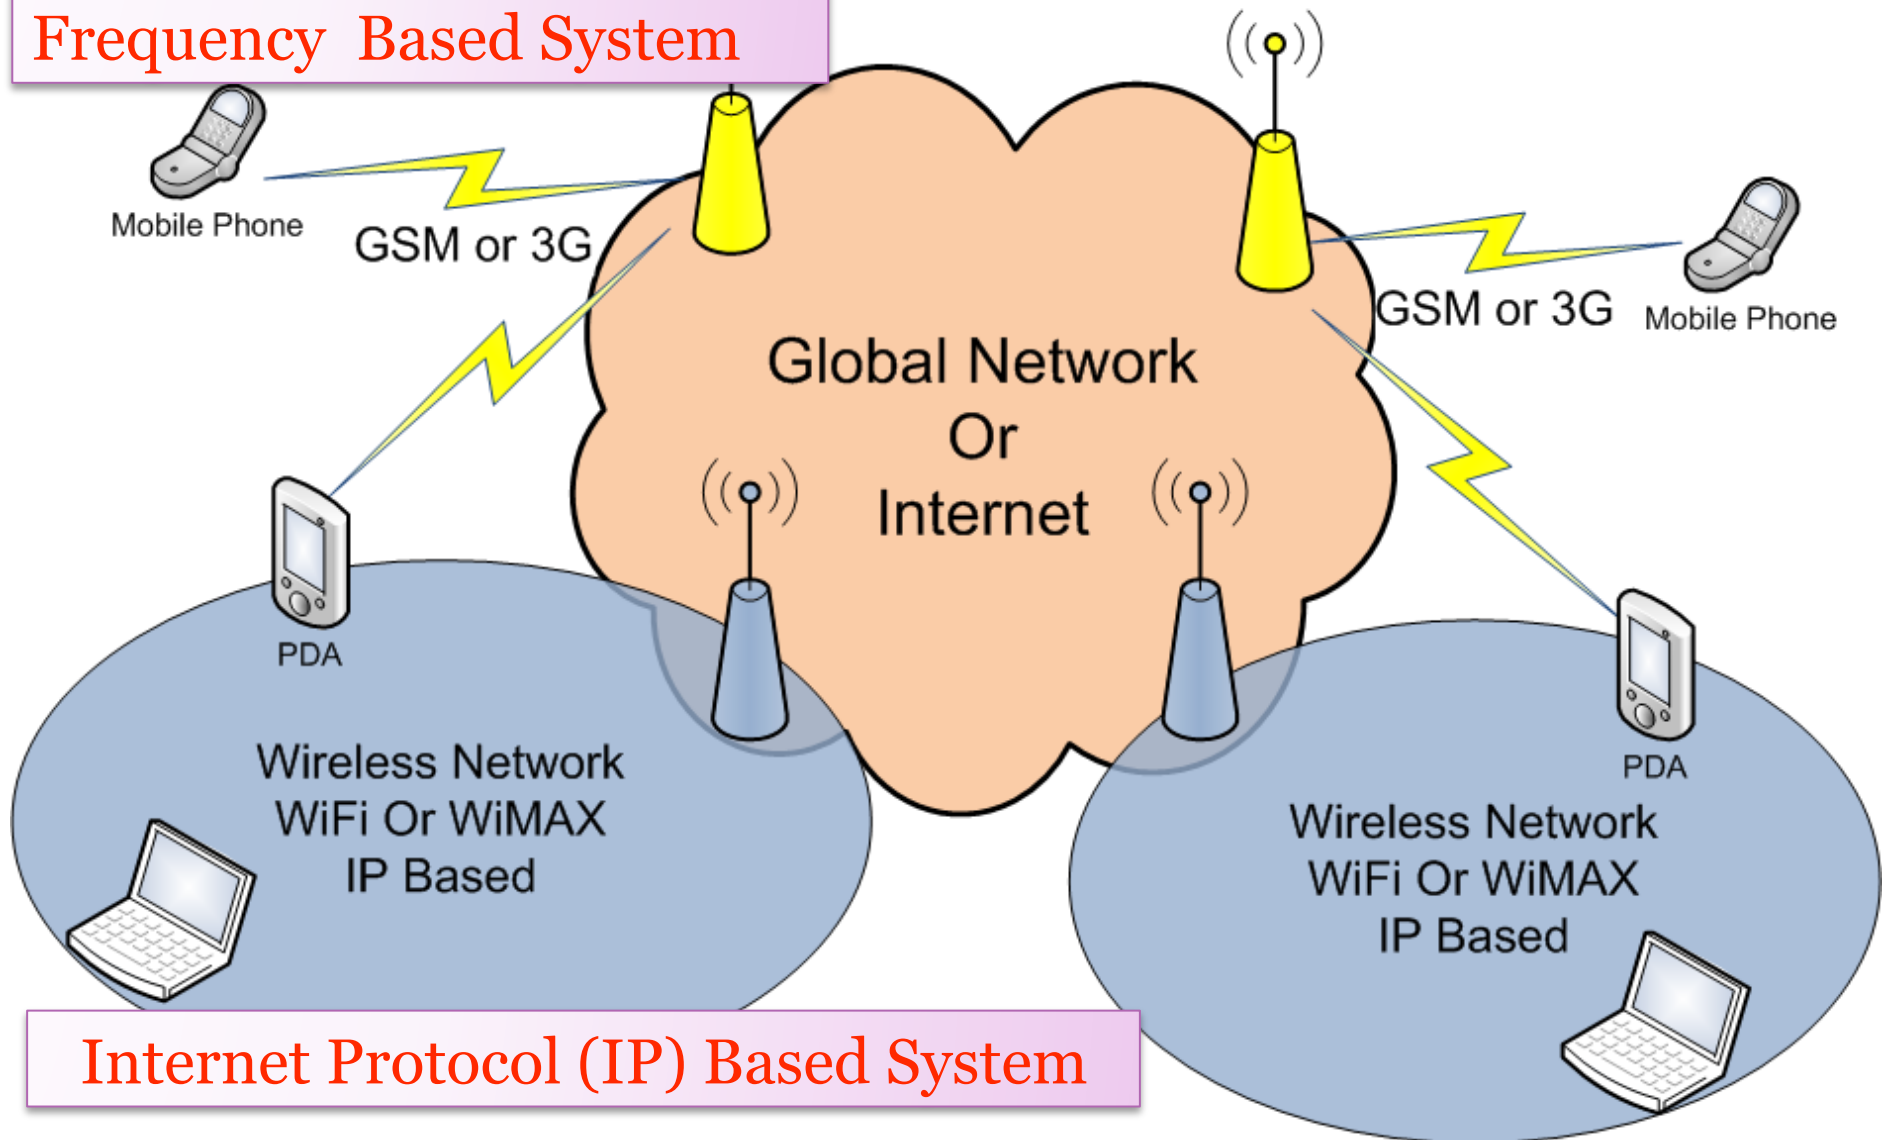 Frequency Based System
Mobile Phone
GSM or 3G
GSM or 3G
Mobile Phone
Global Network
Or
Internet
PDA
Wireless Network
WiFi Or WiMAX
IP Based
PDA
Wireless Network
WiFi Or WiMAX
IP Based
Internet Protocol (IP) Based System